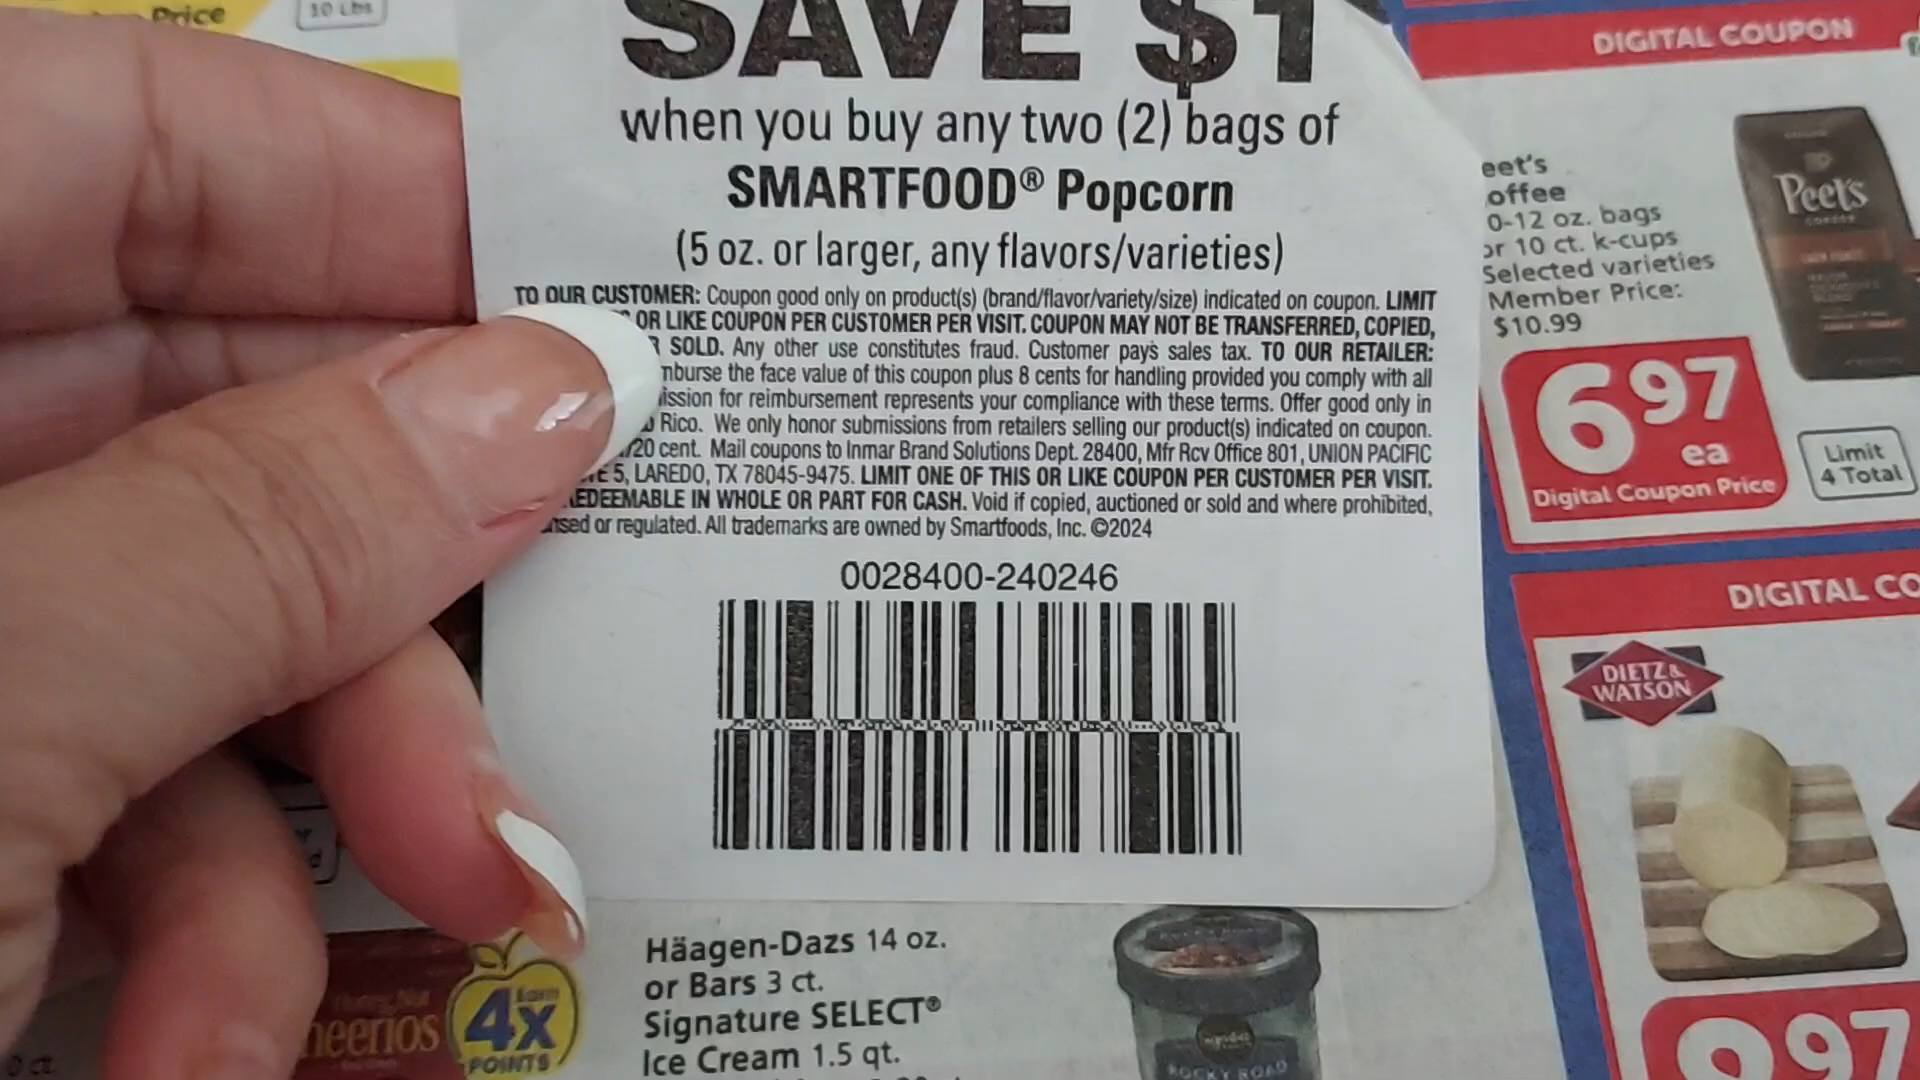 Price
10 Lbs
SAVE $1
when you buy any two (2) bags of
SMARTFOOD® Popcorn
(5 oz. or larger, any flavors/varieties)
TO OUR CUSTOMER: Coupon good only on product(s) (brand/flavor/variety/size) indicated on coupon. LIMIT
OR LIKE COUPON PER CUSTOMER PER VISIT. COUPON MAY NOT BE TRANSFERRED, COPIED,
SOLD. Any other use constitutes fraud. Customer pays sales tax. TO OUR RETAILER:
the face value of this coupon plus 8 cents for handling provided you comply with all
for reimbursement represents your compliance with these terms. Offer good only in
Rico. We only honor submissions from retailers selling our product(s) indicated on coupon.
/20 cent. Mail coupons to Inmar Brand Solutions Dept. 28400, Mfr Rcv Office 801, UNION PACIFIC
5, LAREDO, TX 78045-9475. LIMIT ONE OF THIS OR LIKE COUPON PER CUSTOMER PER VISIT.
EDEEMABLE IN WHOLE OR PART FOR CASH. Void if copied, auctioned or sold and where prohibited,
or regulated. All trademarks are owned by Smartfoods, Inc. ©2024
0028400-240246
DIGITAL COUPON
eet's
offee
0-12 oz. bags
or 10 ct. k-cups
Selected varieties
Member Price:
$10.99
Peet's
COFFEE
6 97
ea
Digital Coupon Price
Limit
4 Total
DIGITAL CO
DIETZ &
WATSON
97
Honey Nut
heerios
Earn
4X
POINTS
Häagen-Dazs 14 oz.
or Bars 3 ct.
Signature SELECT®
Ice Cream 1.5 qt.
ROCKY ROAD